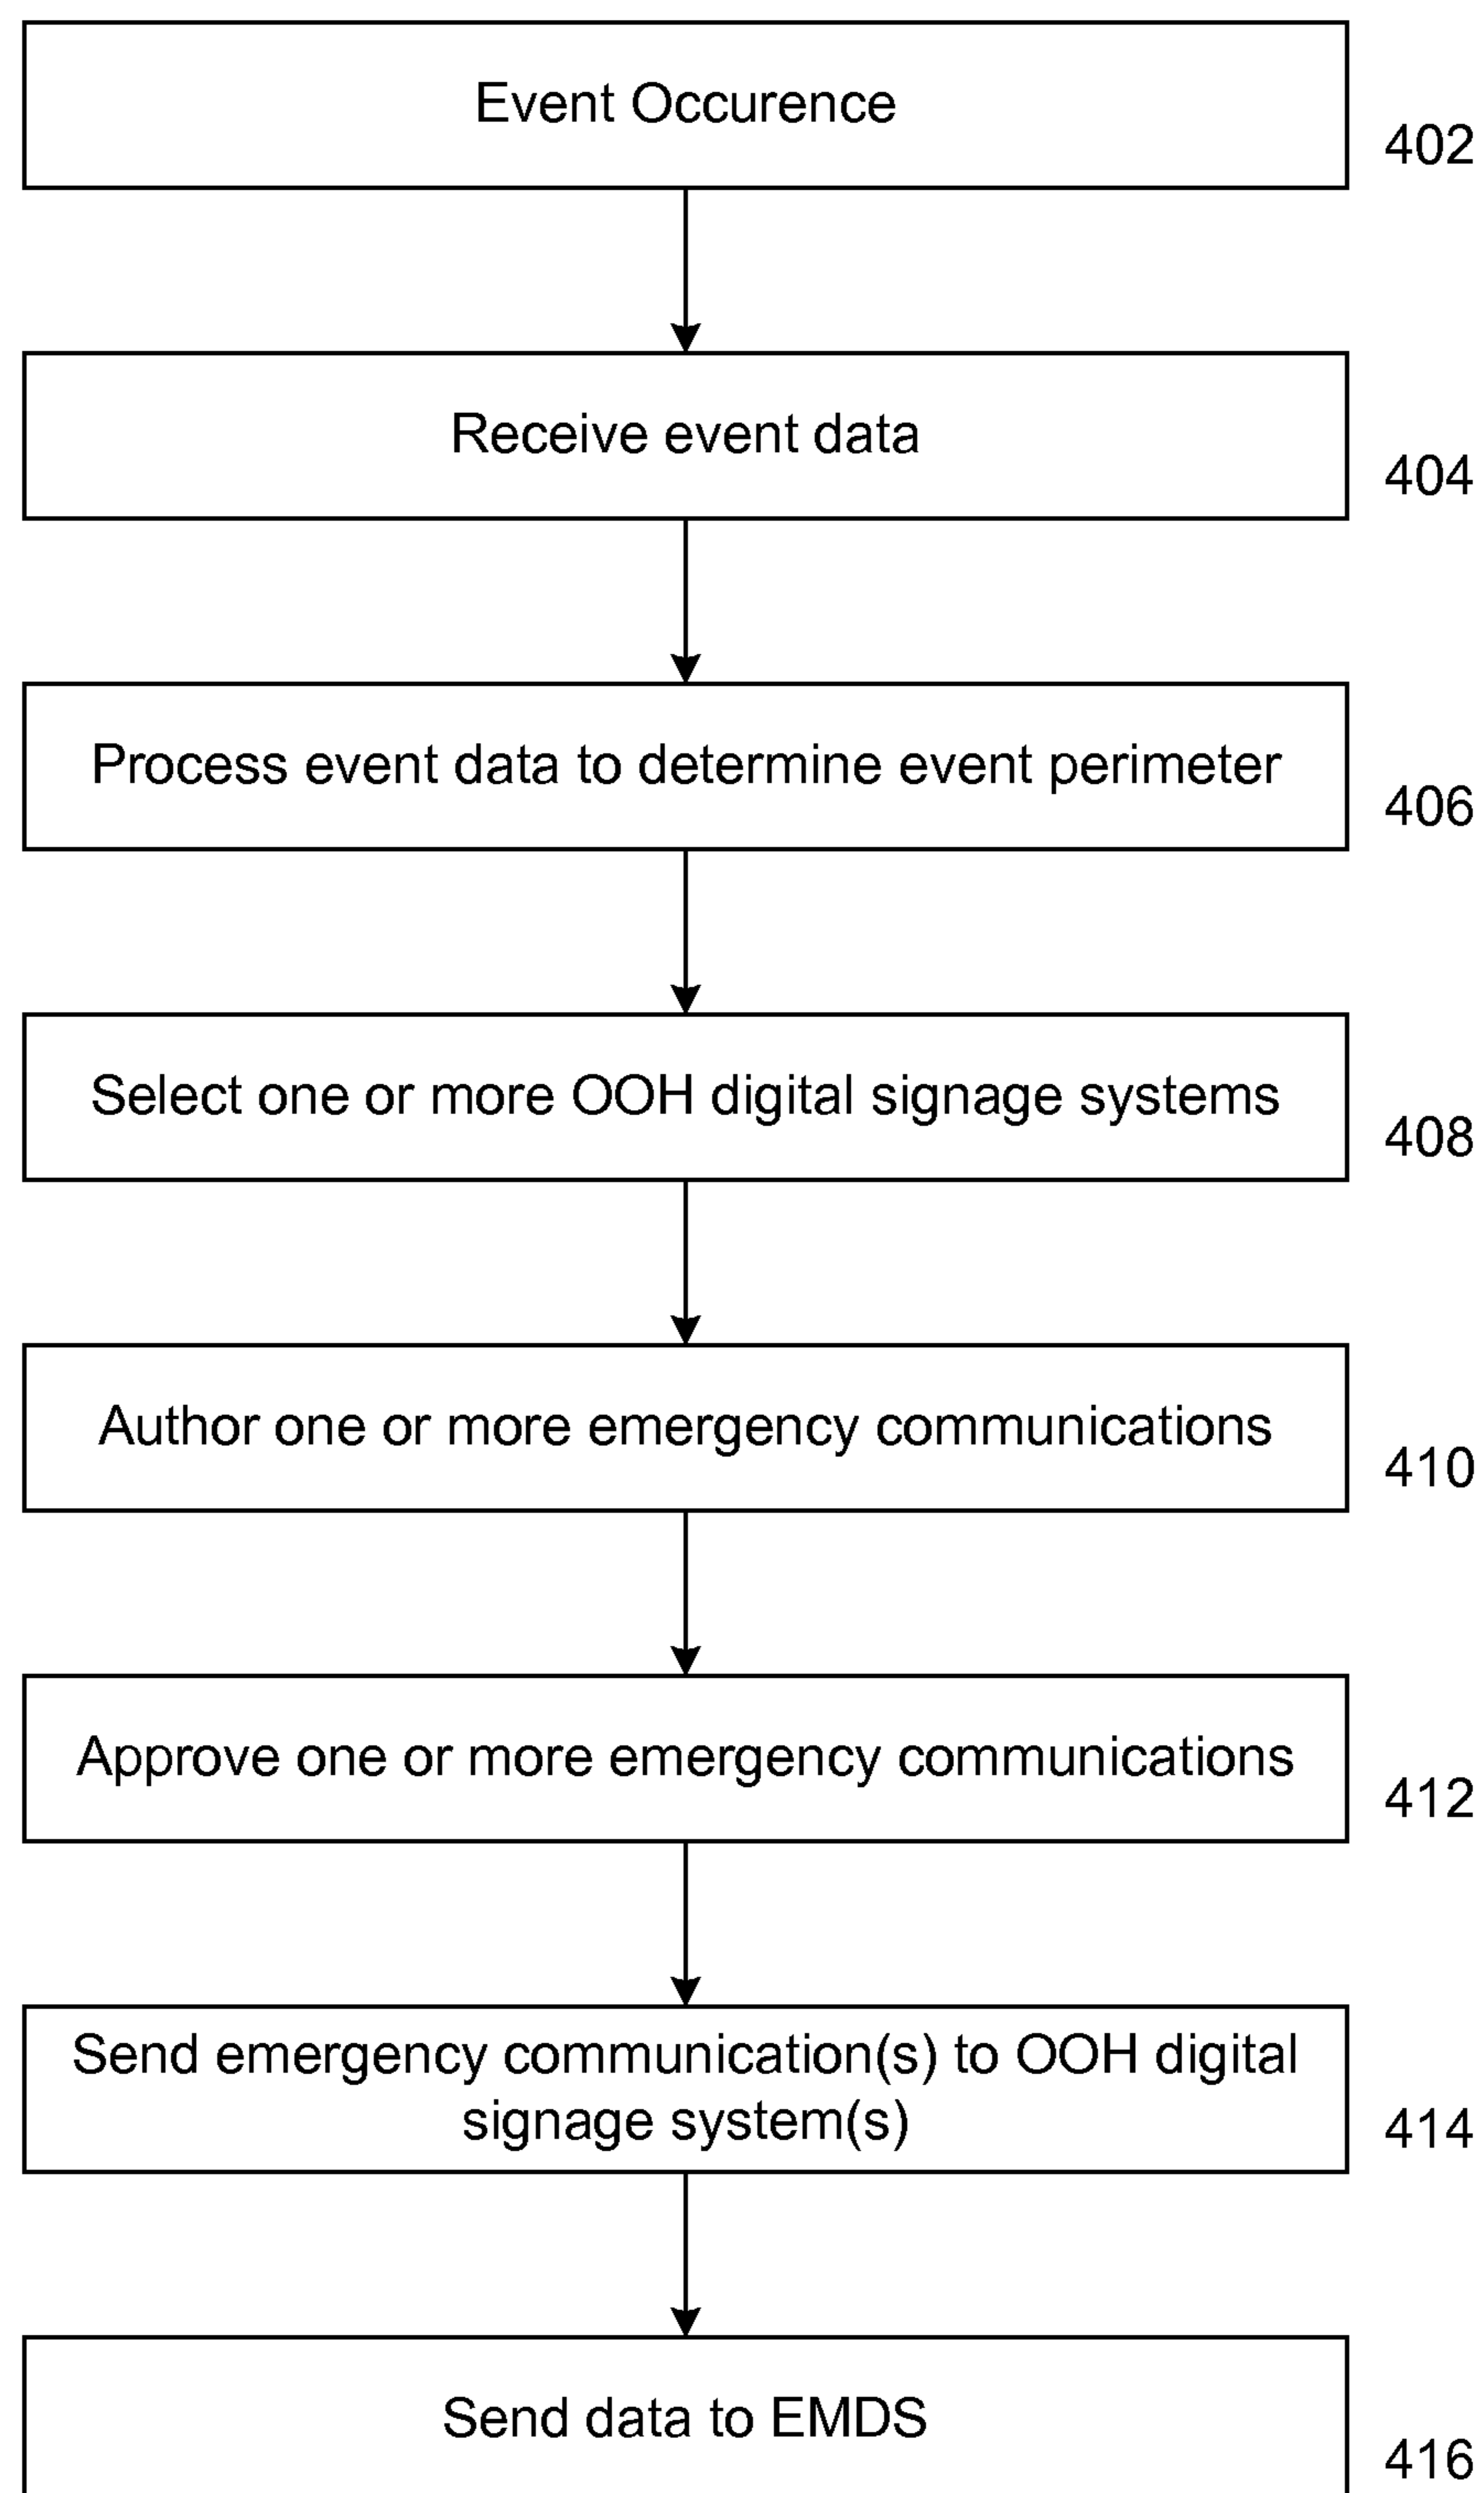 Event Occurence
402
Receive event data
404
Process event data to determine event perimeter
406
Select one or more OOH digital signage systems
408
Author one or more emergency communications
410
Approve one or more emergency communications
412
Send emergency communication(s) to OOH digital
signage system(s)
414
Send data to EMDS
416